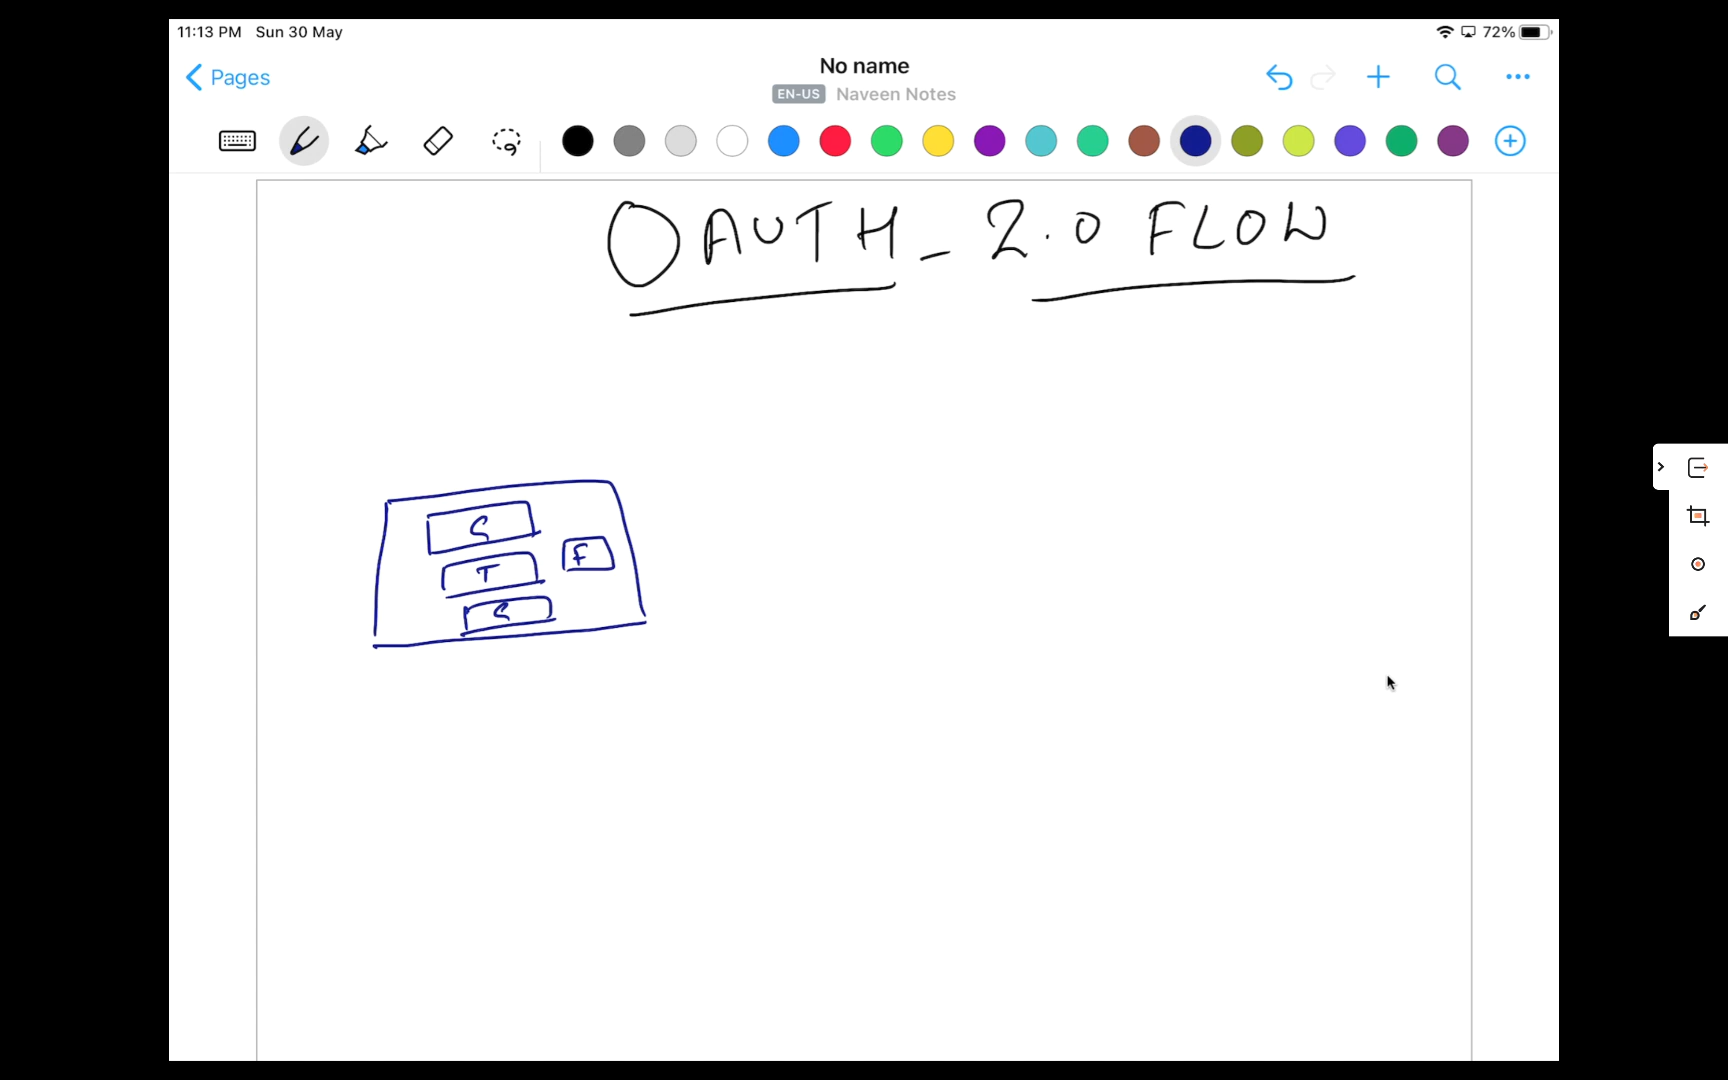 11:13 PM Sun 30 May 72%
Pages
No name
EN-US Naveen Notes
OAUTH_2.0 FLOW
G
F
T
G